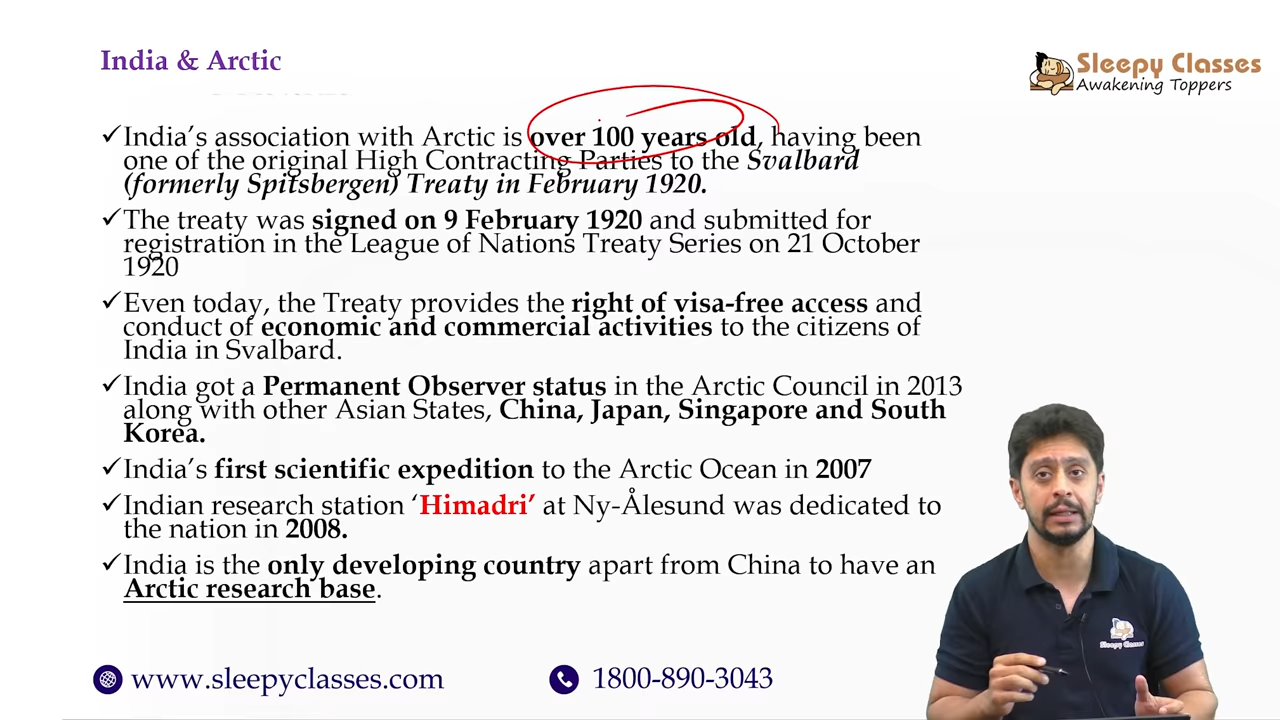 India & Arctic
Sleepy Classes
Awakening Toppers
✓India's association with Arctic is over 100 years old, having been
one of the original High Contracting Parties to the Svalbard
(formerly Spitsbergen) Treaty in February 1920.
✓The treaty was signed on 9 February 1920 and submitted for
registration in the League of Nations Treaty Series on 21 October
1920
✓Even today, the Treaty provides the right of visa-free access and
conduct of economic and commercial activities to the citizens of
India in Svalbard.
✓India got a Permanent Observer status in the Arctic Council in 2013
along with other Asian States, China, Japan, Singapore and South
Korea.
✓India's first scientific expedition to the Arctic Ocean in 2007
✓Indian research station ‘Himadri’ at Ny-Ålesund was dedicated to
the nation in 2008.
✓India is the only developing country apart from China to have an
Arctic research base.
Sleepy Classes
www.sleepyclasses.com
1800-890-3043